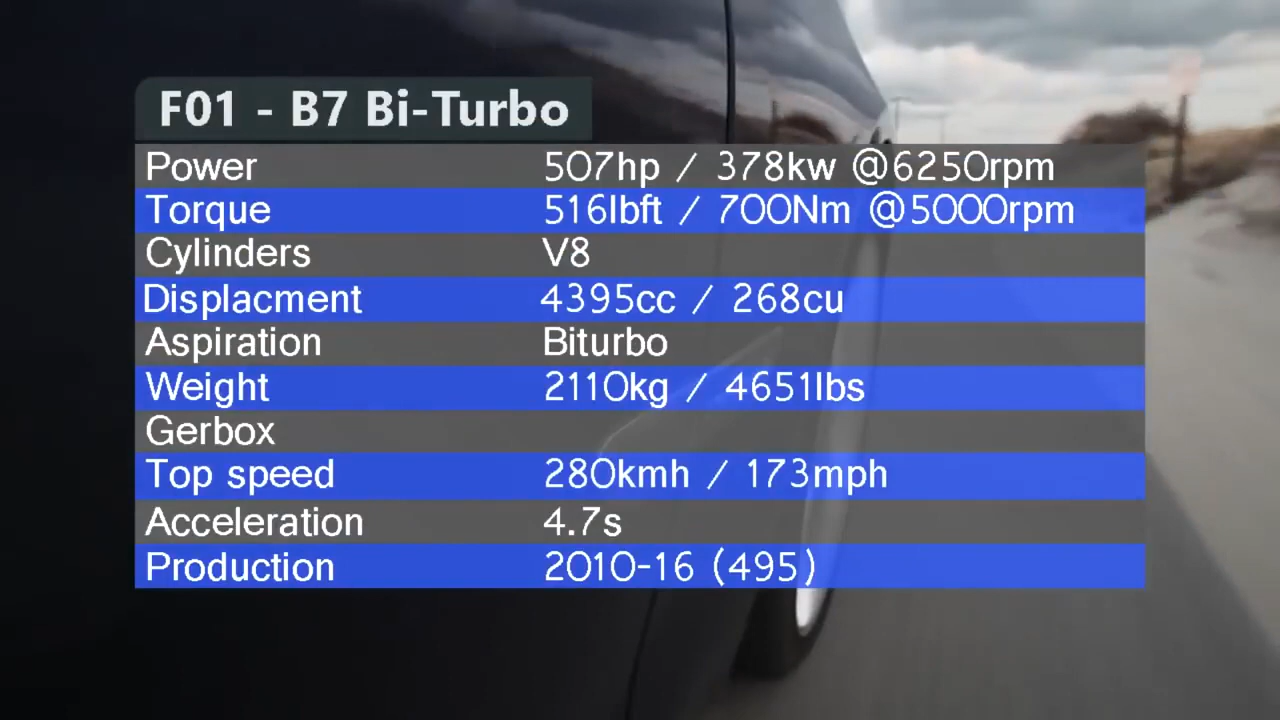 F01 - B7 Bi-Turbo
Power 507hp / 378kw @6250rpm
Torque 516lbft / 700Nm @5000rpm
Cylinders V8
Displacment 4395cc / 268cu
Aspiration Biturbo
Weight 2110kg / 4651lbs
Gerbox
Top speed 280kmh / 173mph
Acceleration 4.7s
Production 2010-16 (495)